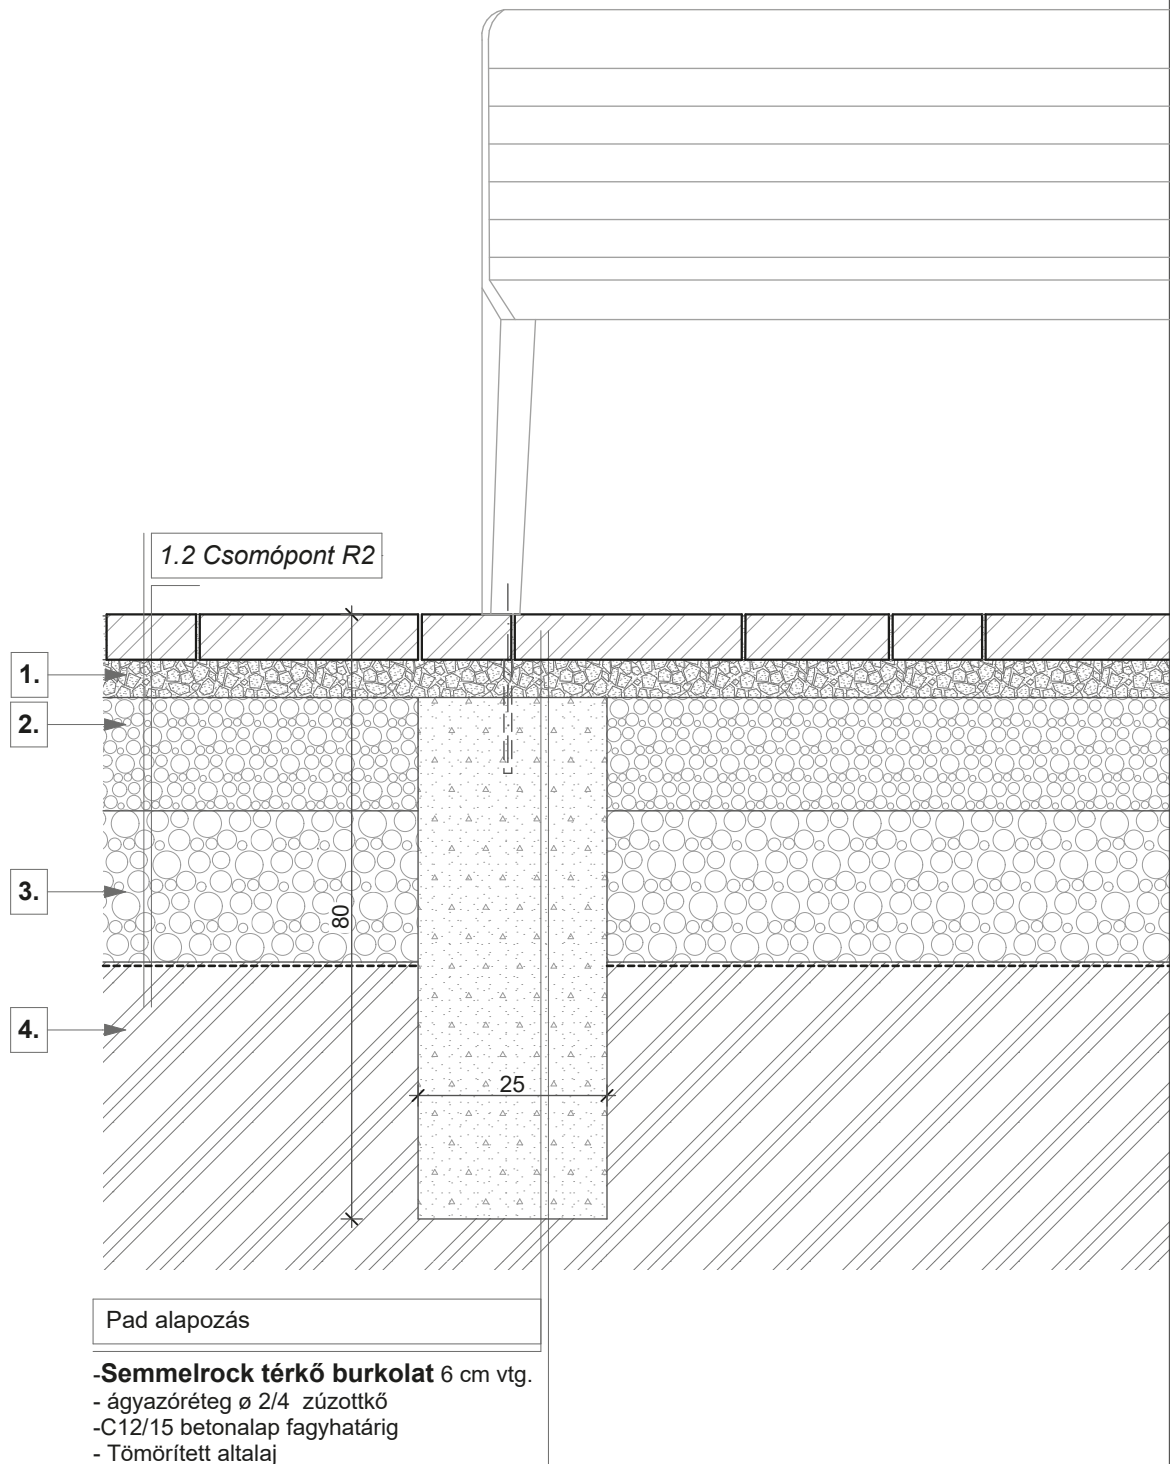 1.2 Csomópont R2
1.
2.
3.
80
4.
25
Pad alapozás
-Semmelrock térkő burkolat 6 cm vtg.
- ágyazóréteg ø 2/4 zúzottkő
-C12/15 betonalap fagyhatárig
- Tömörített altalaj